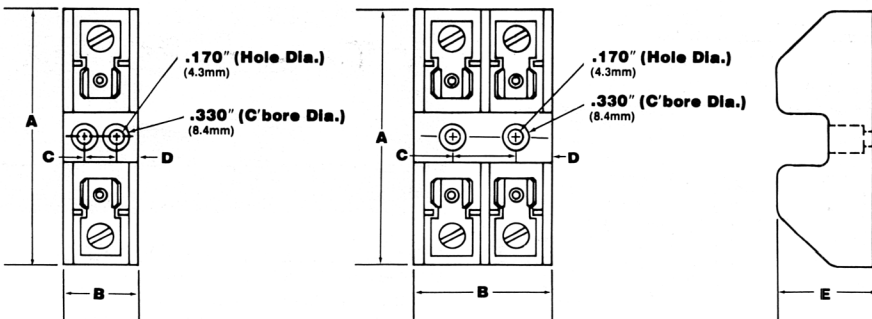 .170" (Hole Dia.)
(4.3mm)
.330" (C'bore Dia.)
(8.4mm)
A
C
D
B
.170" (Hole Dia.)
(4.3mm)
.330" (C'bore Dia.)
(8.4mm)
A
C
D
B
E